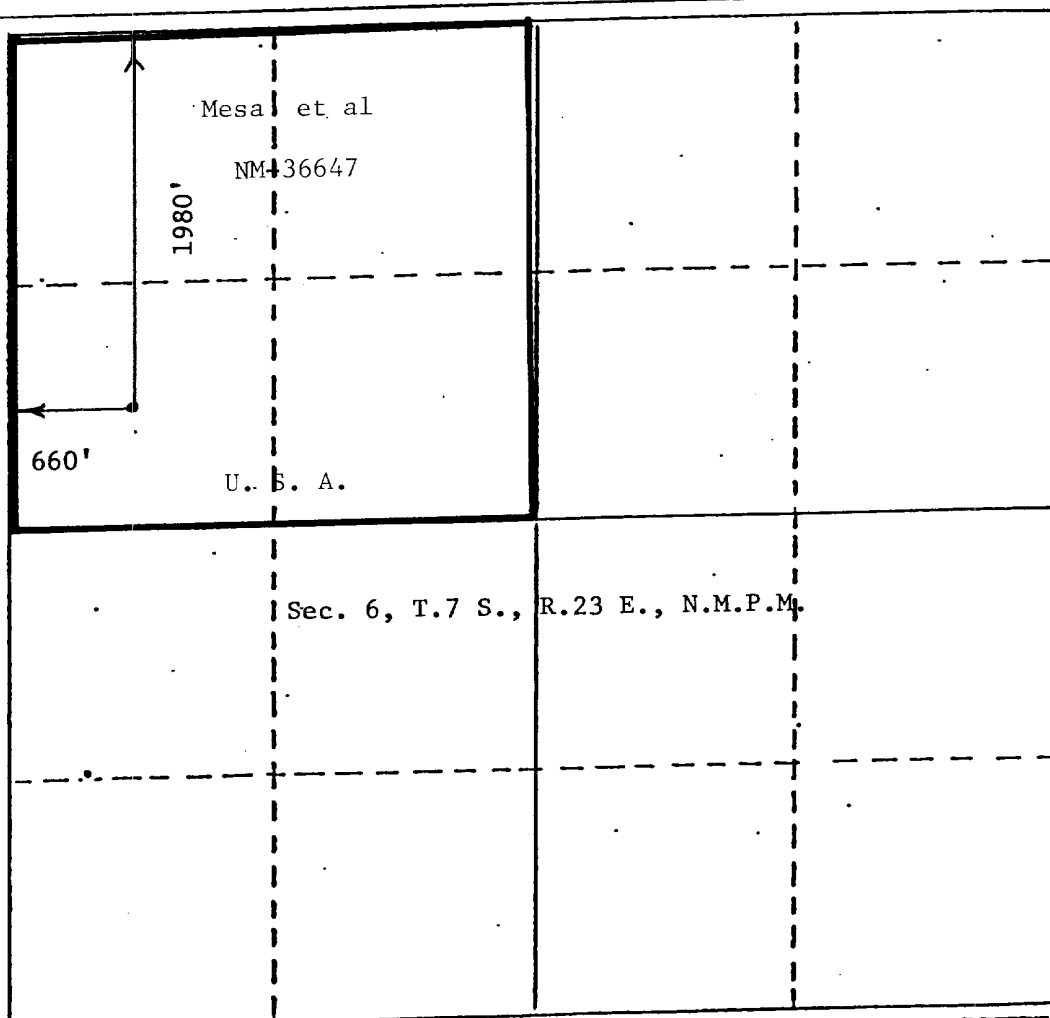 Mesa et al
NM-36647
1980'
660'
U. S. A.
Sec. 6, T.7 S., R.23 E., N.M.P.M.